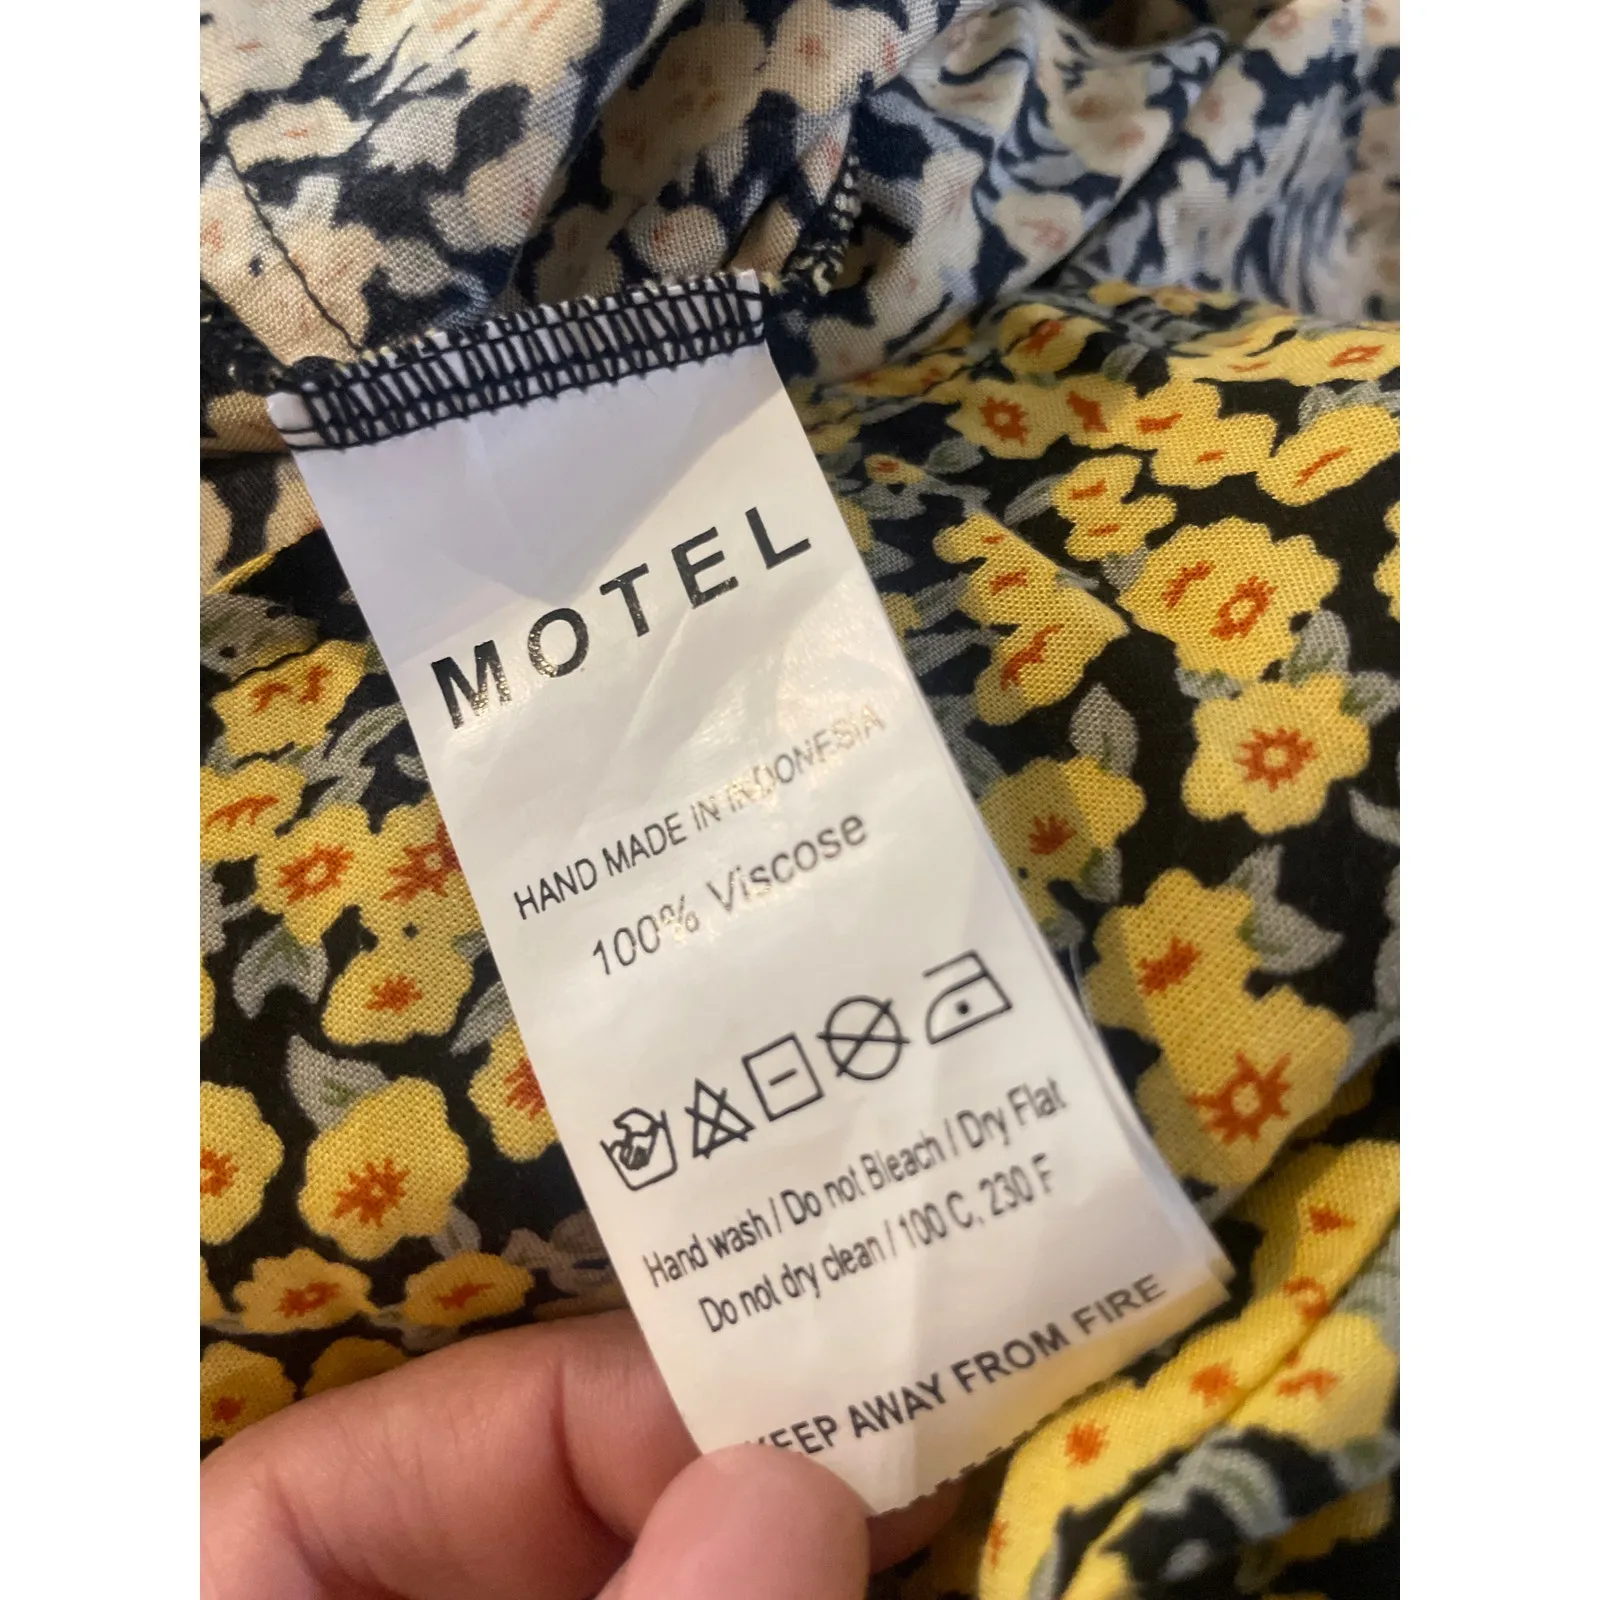 MOTEL
HAND MADE IN INDONESIA
100% Viscose
Hand wash / Do not Bleach / Dry Flat
Do not dry clean / 100 C, 230 F
KEEP AWAY FROM FIRE